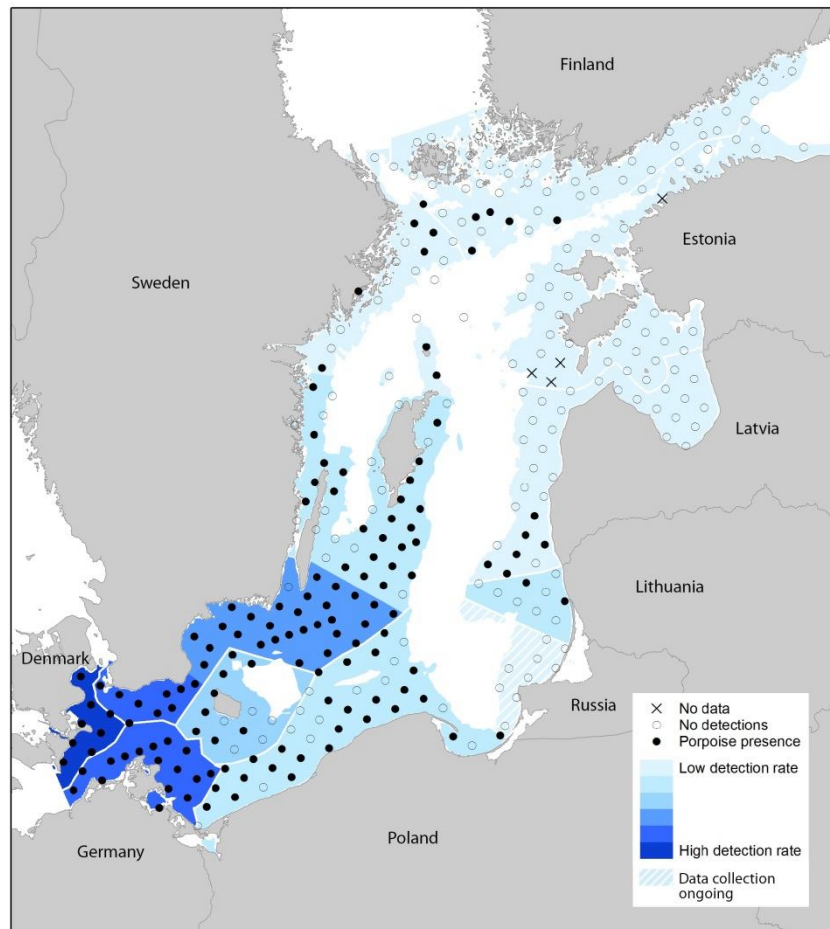 Finland
Estonia
Sweden
Latvia
Lithuania
Denmark
Russia
No data
No detections
Porpoise presence
Low detection rate
High detection rate
Data collection
ongoing
Poland
Germany